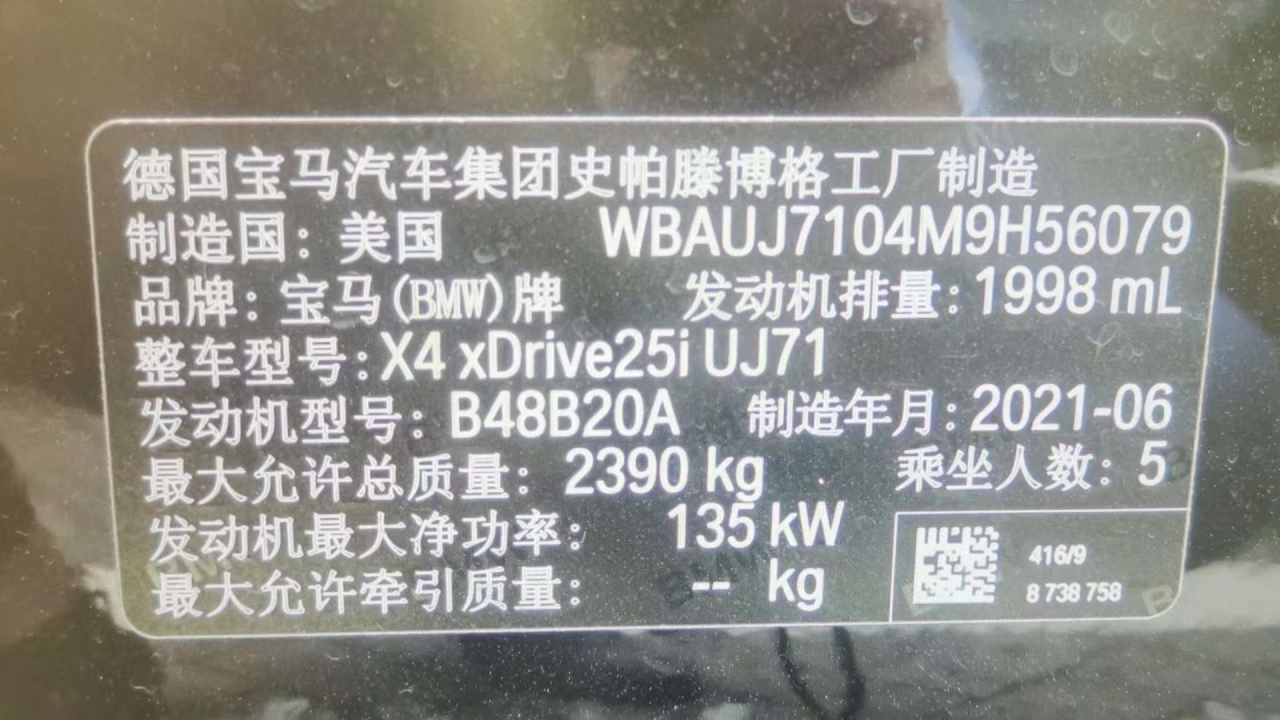 德国宝马汽车集团史帕滕博格工厂制造
制造国：美国 WBAUJ7104M9H56079
品牌：宝马(BMW)牌 发动机排量：1998 mL
整车型号：X4 xDrive25i UJ71
发动机型号：B48B20A 制造年月：2021-06
最大允许总质量：2390 kg 乘坐人数：5
发动机最大净功率：135 kW
最大允许牵引质量：-- kg
416/9
8 738 758